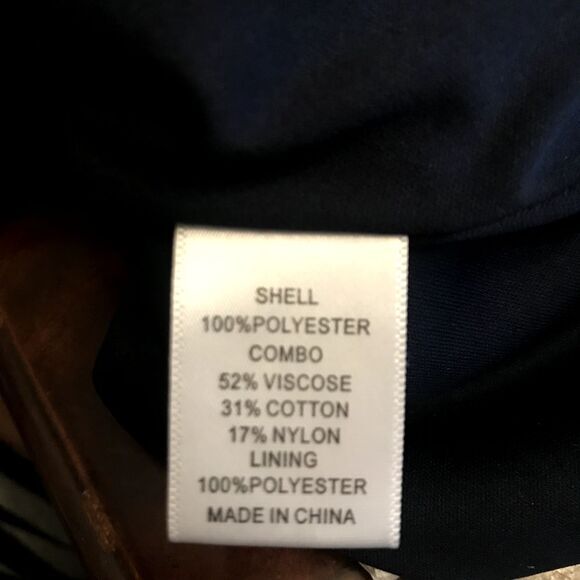 SHELL
100%POLYESTER
COMBO
52% VISCOSE
31% COTTON
17% NYLON
LINING
100%POLYESTER
MADE IN CHINA